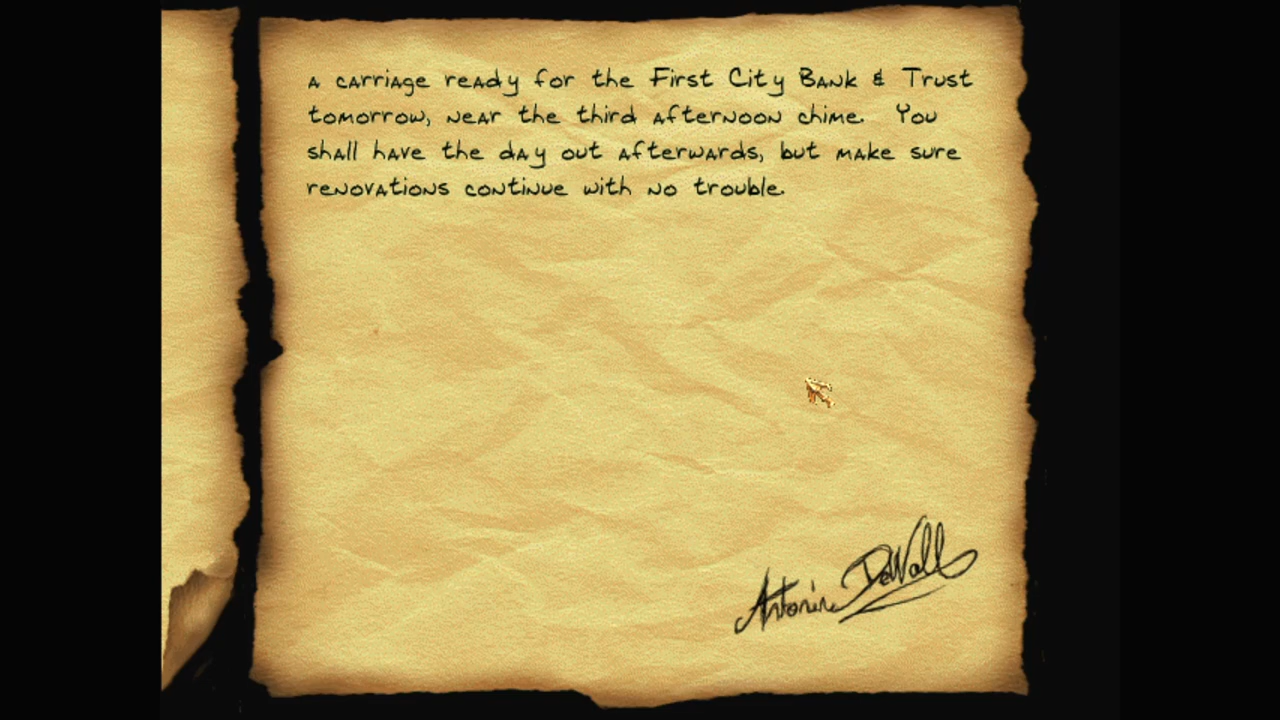 a carriage ready for the First City Bank & Trust
tomorrow, near the third afternoon chime.  You
shall have the day out afterwards, but make sure
renovations continue with no trouble.
Antonin DeWall